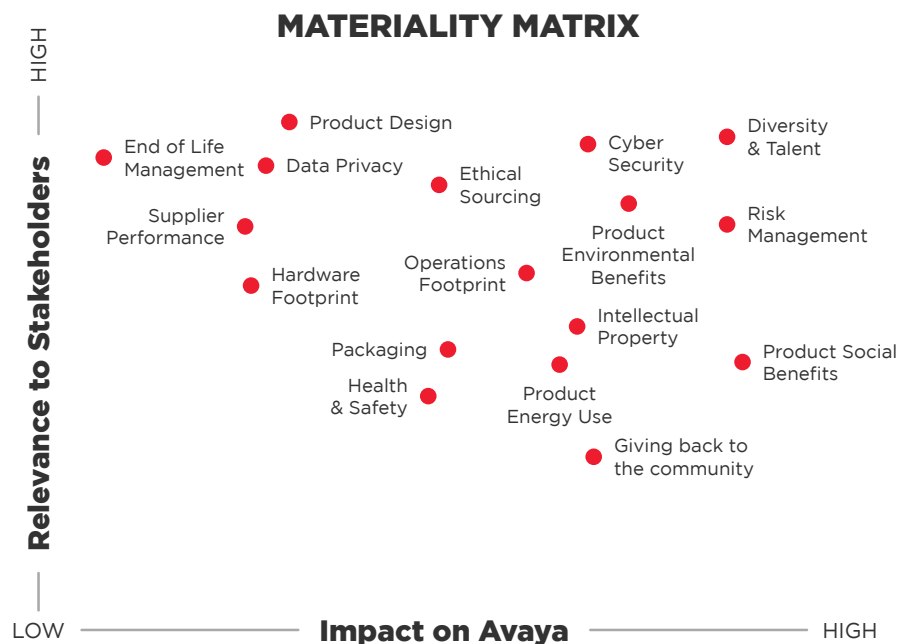 MATERIALITY MATRIX
HIGH
Relevance to Stakeholders
Product Design
End of Life
Management
Data Privacy
Ethical
Sourcing
Cyber
Security
Diversity
& Talent
Supplier
Performance
Product
Environmental
Benefits
Risk
Management
Hardware
Footprint
Operations
Footprint
Intellectual
Property
Packaging
Product Social
Benefits
Health
& Safety
Product
Energy Use
Giving back to
the community
LOW
Impact on Avaya
HIGH